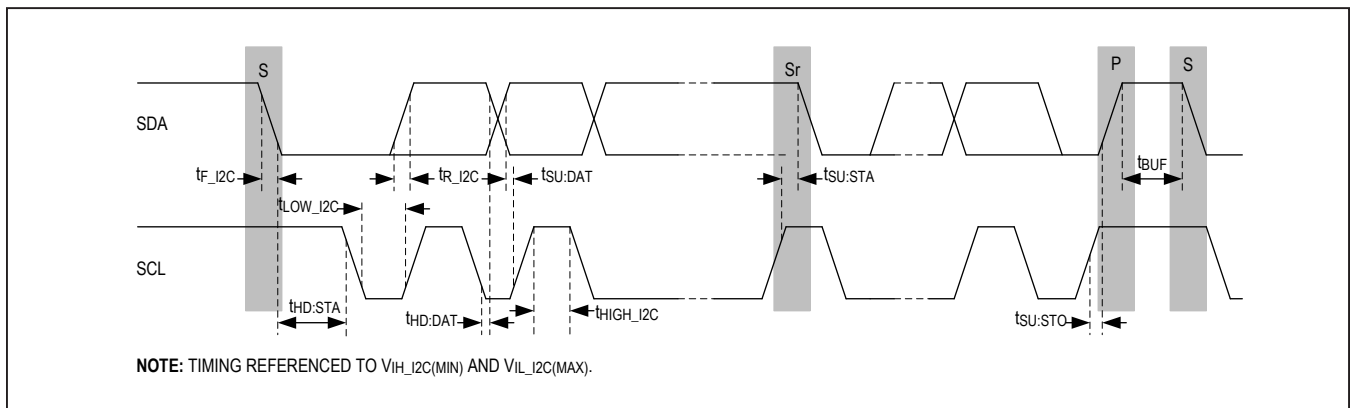 S Sr P S
SDA
tF_I2C tR_I2C tSU:DAT tSU:STA tBUF
tLOW_I2C
SCL
tHD:STA tHD:DAT tHIGH_I2C tSU:STO
NOTE: TIMING REFERENCED TO VIH_I2C(MIN) AND VIL_I2C(MAX).